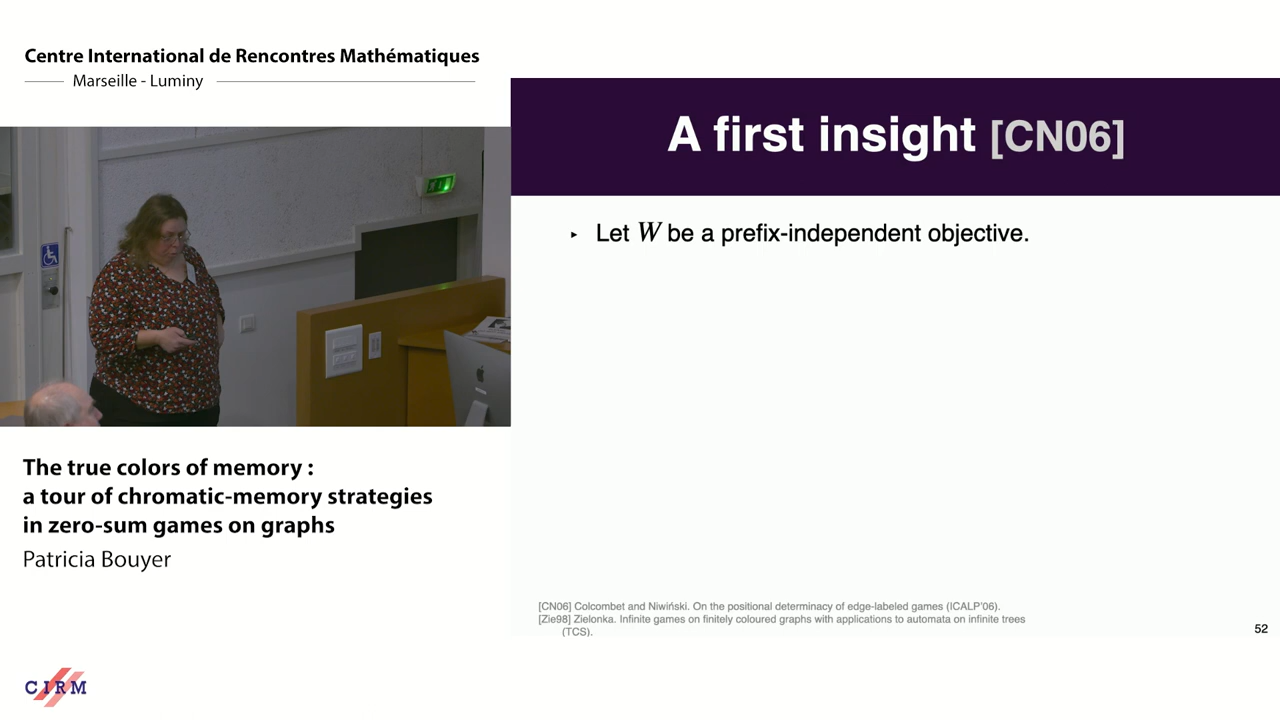 Centre International de Rencontres Mathématiques
Marseille - Luminy
A first insight [CN06]
‣ Let W be a prefix-independent objective.
The true colors of memory :
a tour of chromatic-memory strategies
in zero-sum games on graphs
Patricia Bouyer
[CN06] Colcombet and Niwiński. On the positional determinacy of edge-labeled games (ICALP'06).
[Zie98] Zielonka. Infinite games on finitely coloured graphs with applications to automata on infinite trees
(TCS).
52
CIRM